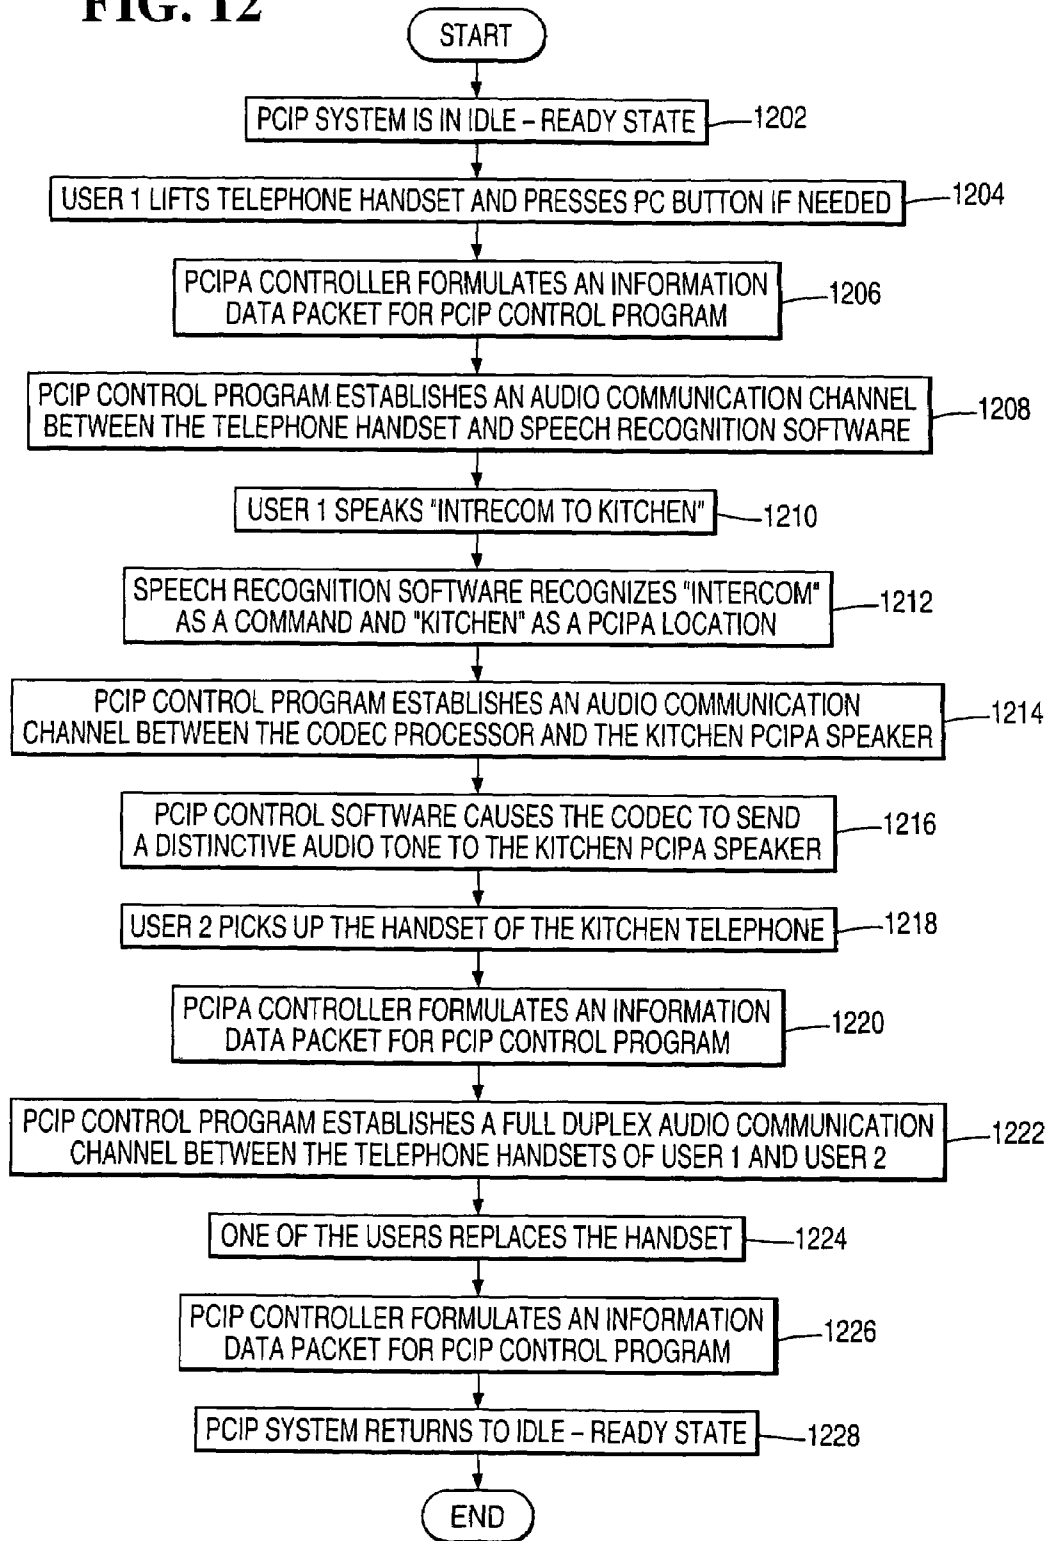 FIG. 12
START
PCIP SYSTEM IS IN IDLE – READY STATE
1202
USER 1 LIFTS TELEPHONE HANDSET AND PRESSES PC BUTTON IF NEEDED
1204
PCIPA CONTROLLER FORMULATES AN INFORMATION
DATA PACKET FOR PCIP CONTROL PROGRAM
1206
PCIP CONTROL PROGRAM ESTABLISHES AN AUDIO COMMUNICATION CHANNEL
BETWEEN THE TELEPHONE HANDSET AND SPEECH RECOGNITION SOFTWARE
1208
USER 1 SPEAKS "INTRECOM TO KITCHEN"
1210
SPEECH RECOGNITION SOFTWARE RECOGNIZES "INTERCOM"
AS A COMMAND AND "KITCHEN" AS A PCIPA LOCATION
1212
PCIP CONTROL PROGRAM ESTABLISHES AN AUDIO COMMUNICATION
CHANNEL BETWEEN THE CODEC PROCESSOR AND THE KITCHEN PCIPA SPEAKER
1214
PCIP CONTROL SOFTWARE CAUSES THE CODEC TO SEND
A DISTINCTIVE AUDIO TONE TO THE KITCHEN PCIPA SPEAKER
1216
USER 2 PICKS UP THE HANDSET OF THE KITCHEN TELEPHONE
1218
PCIPA CONTROLLER FORMULATES AN INFORMATION
DATA PACKET FOR PCIP CONTROL PROGRAM
1220
PCIP CONTROL PROGRAM ESTABLISHES A FULL DUPLEX AUDIO COMMUNICATION
CHANNEL BETWEEN THE TELEPHONE HANDSETS OF USER 1 AND USER 2
1222
ONE OF THE USERS REPLACES THE HANDSET
1224
PCIP CONTROLLER FORMULATES AN INFORMATION
DATA PACKET FOR PCIP CONTROL PROGRAM
1226
PCIP SYSTEM RETURNS TO IDLE – READY STATE
1228
END